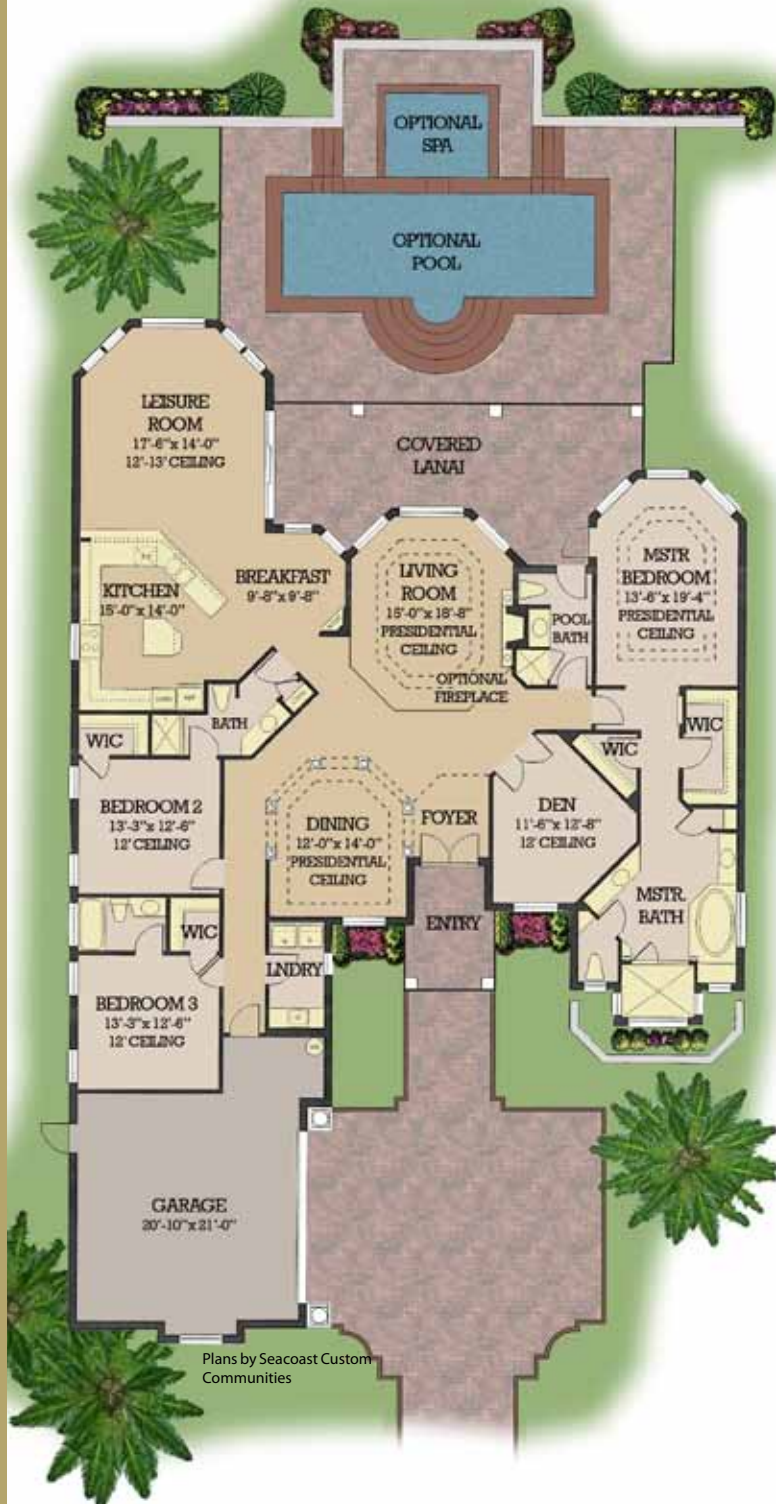 OPTIONAL
SPA
OPTIONAL
POOL
LEISURE
ROOM
17'-6"x 14'-0"
12'-13' CEILING
COVERED
LANAI
KITCHEN
15'-0"x 14'-0"
BREAKFAST
9'-8"x 9'-8"
LIVING
ROOM
15'-0"x 18'-8"
PRESIDENTIAL
CEILING
OPTIONAL
FIREPLACE
POOL
BATH
MSTR
BEDROOM
13'-6"x 19'-4"
PRESIDENTIAL
CEILING
WIC
BATH
WIC
WIC
BEDROOM 2
13'-3"x 12'-6"
12' CEILING
DINING
12'-0"x 14'-0"
PRESIDENTIAL
CEILING
FOYER
DEN
11'-6"x 12'-8"
12' CEILING
MSTR.
BATH
WIC
ENTRY
LNDRY
BEDROOM 3
13'-3"x 12'-6"
12' CEILING
GARAGE
20'-10"x 21'-0"
Plans by Seacoast Custom
Communities